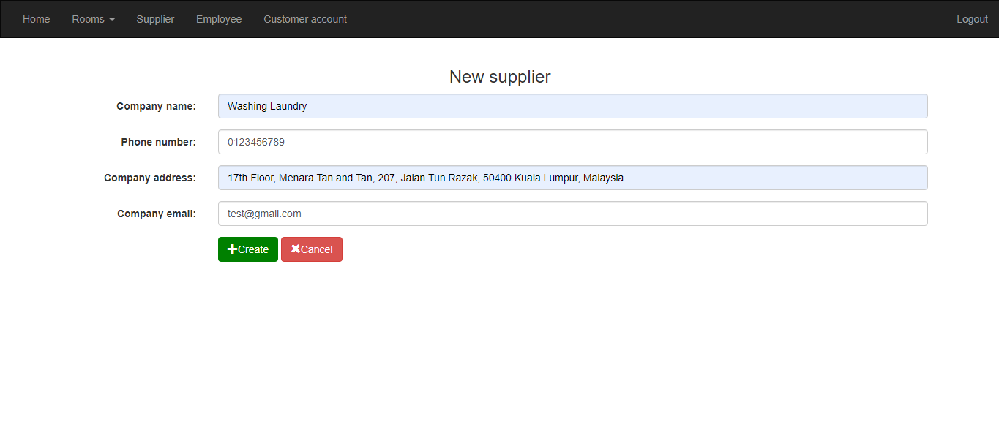 Home Rooms Supplier Employee Customer account Logout
New supplier
Company name: Washing Laundry
Phone number: 0123456789
Company address: 17th Floor, Menara Tan and Tan, 207, Jalan Tun Razak, 50400 Kuala Lumpur, Malaysia.
Company email: test@gmail.com
Create Cancel